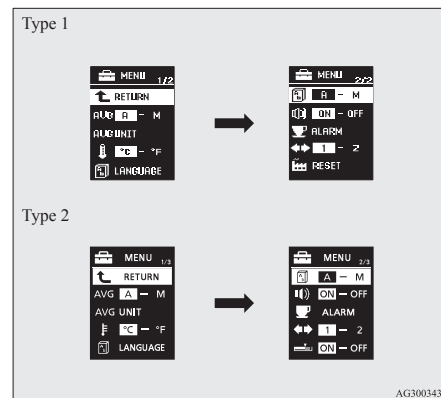 Type 1
MENU 1/2
RETURN
AVG A - M
AVG UNIT
°C - °F
LANGUAGE
MENU 2/2
A - M
ON - OFF
ALARM
1 - 2
RESET
Type 2
MENU 1/3
RETURN
AVG A - M
AVG UNIT
°C - °F
LANGUAGE
MENU 2/3
A - M
ON - OFF
ALARM
1 - 2
ON - OFF
AG300343